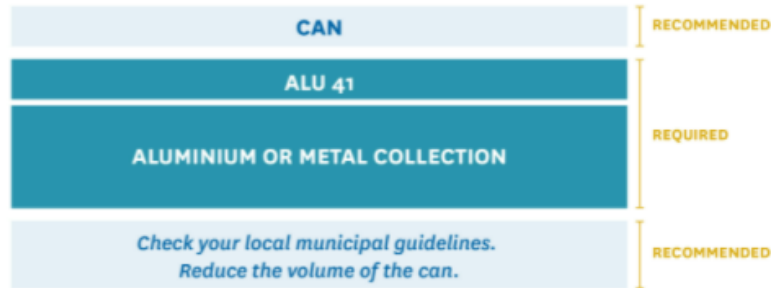 CAN
RECOMMENDED
ALU 41
ALUMINIUM OR METAL COLLECTION
REQUIRED
Check your local municipal guidelines.
Reduce the volume of the can.
RECOMMENDED